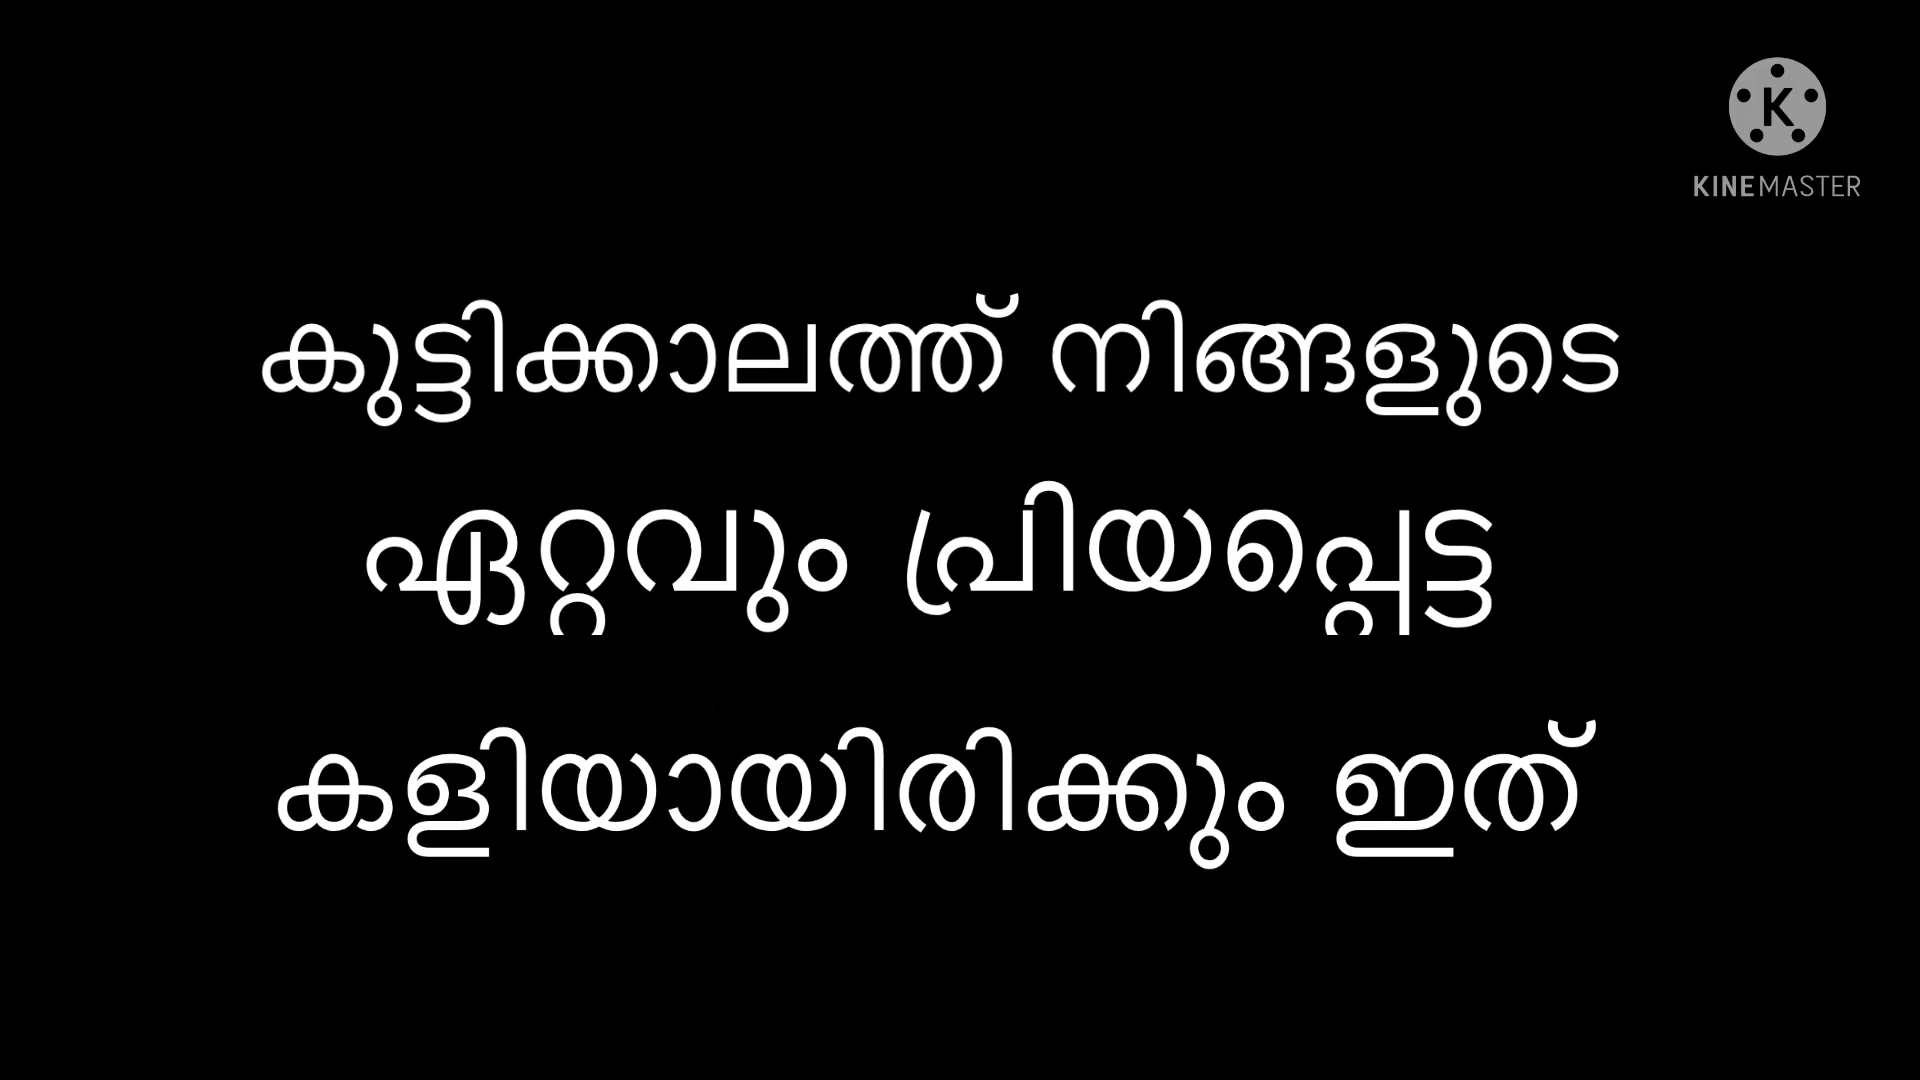 K
KINEMASTER
കുട്ടിക്കാലത്ത് നിങ്ങളുടെ
ഏറ്റവും പ്രിയപ്പെട്ട
കളിയായിരിക്കും ഇത്